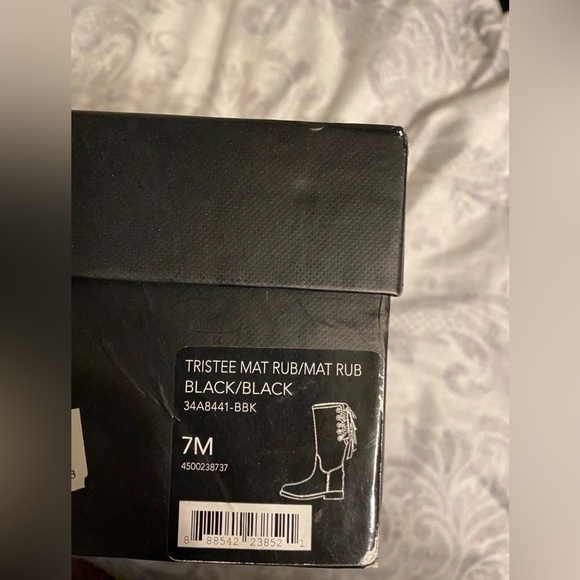 TRISTEE MAT RUB/MAT RUB
BLACK/BLACK
34A8441-BBK
7M
4500238737
8 88542 23852 1